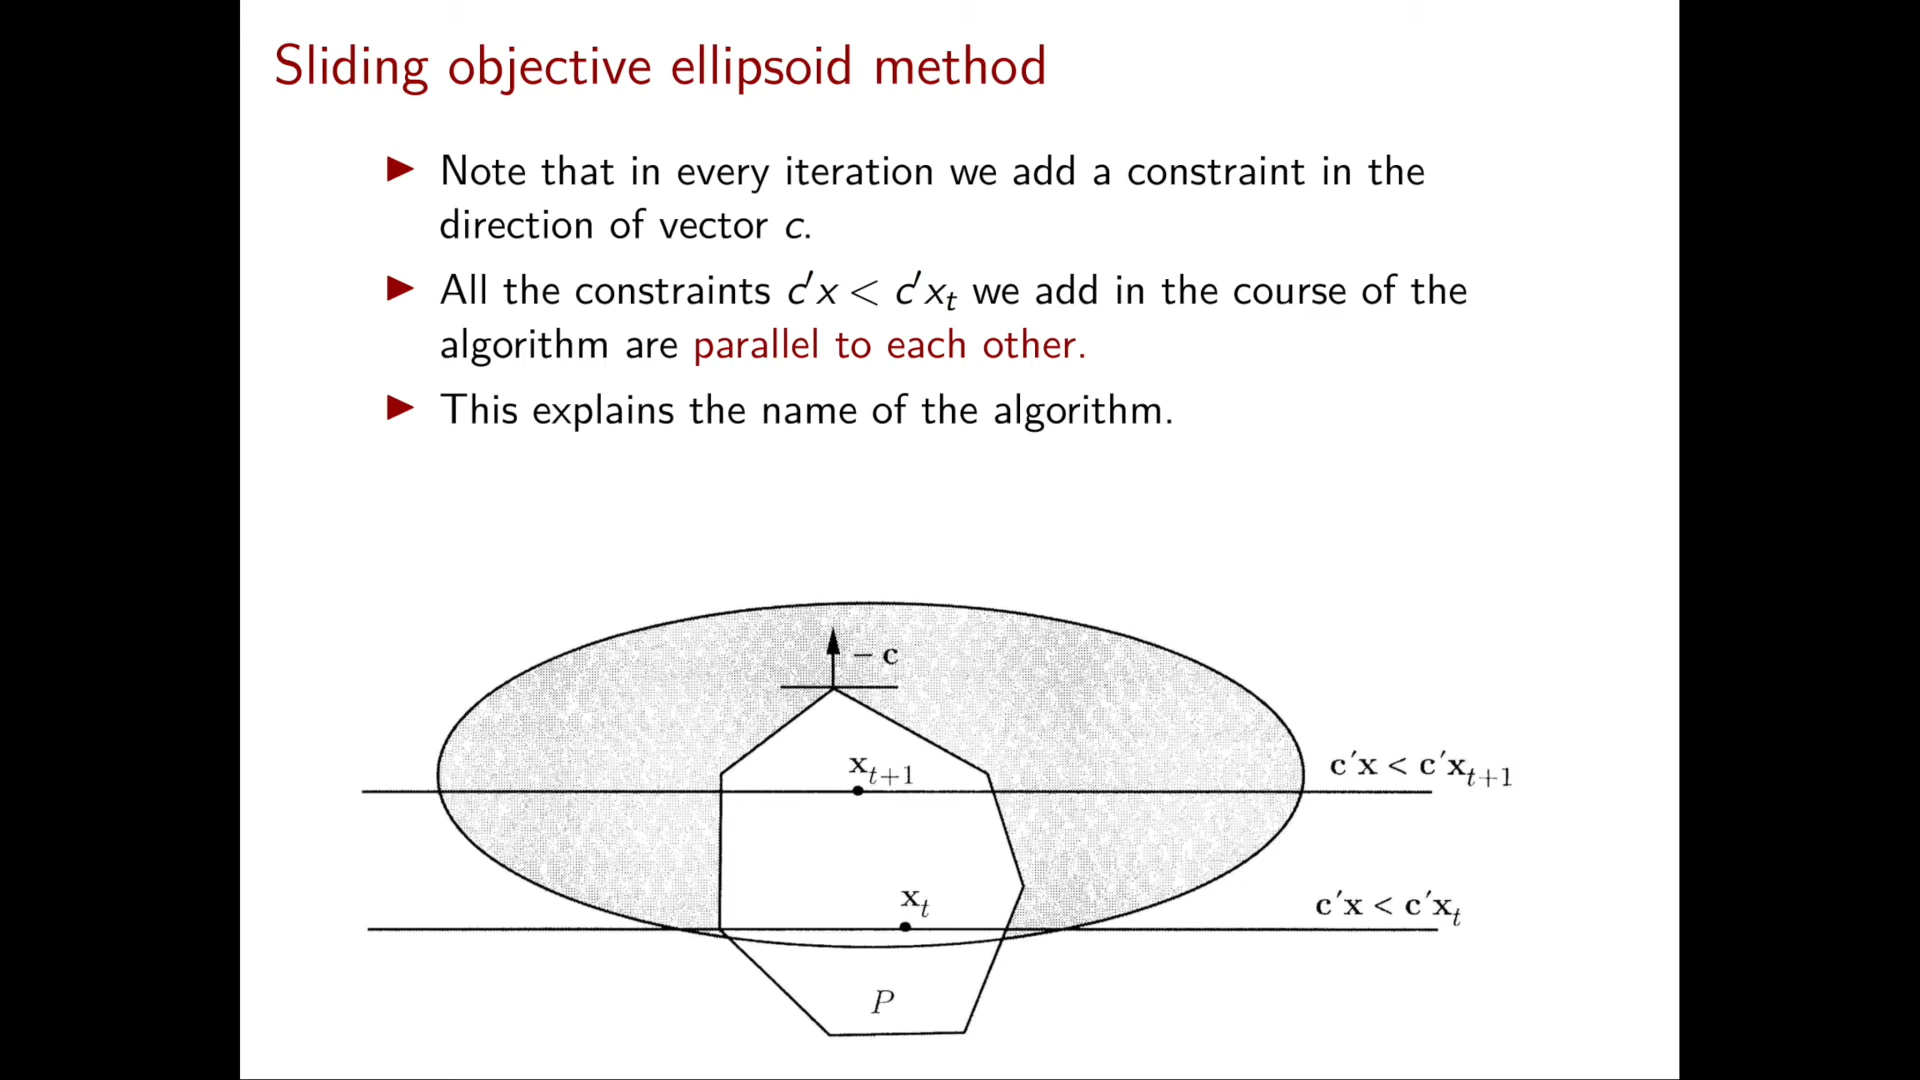 Sliding objective ellipsoid method
▶ Note that in every iteration we add a constraint in the
direction of vector c.
▶ All the constraints c′x < c′xₜ we add in the course of the
algorithm are parallel to each other.
▶ This explains the name of the algorithm.
− c
xₜ₊₁
c′x < c′xₜ₊₁
xₜ
c′x < c′xₜ
P